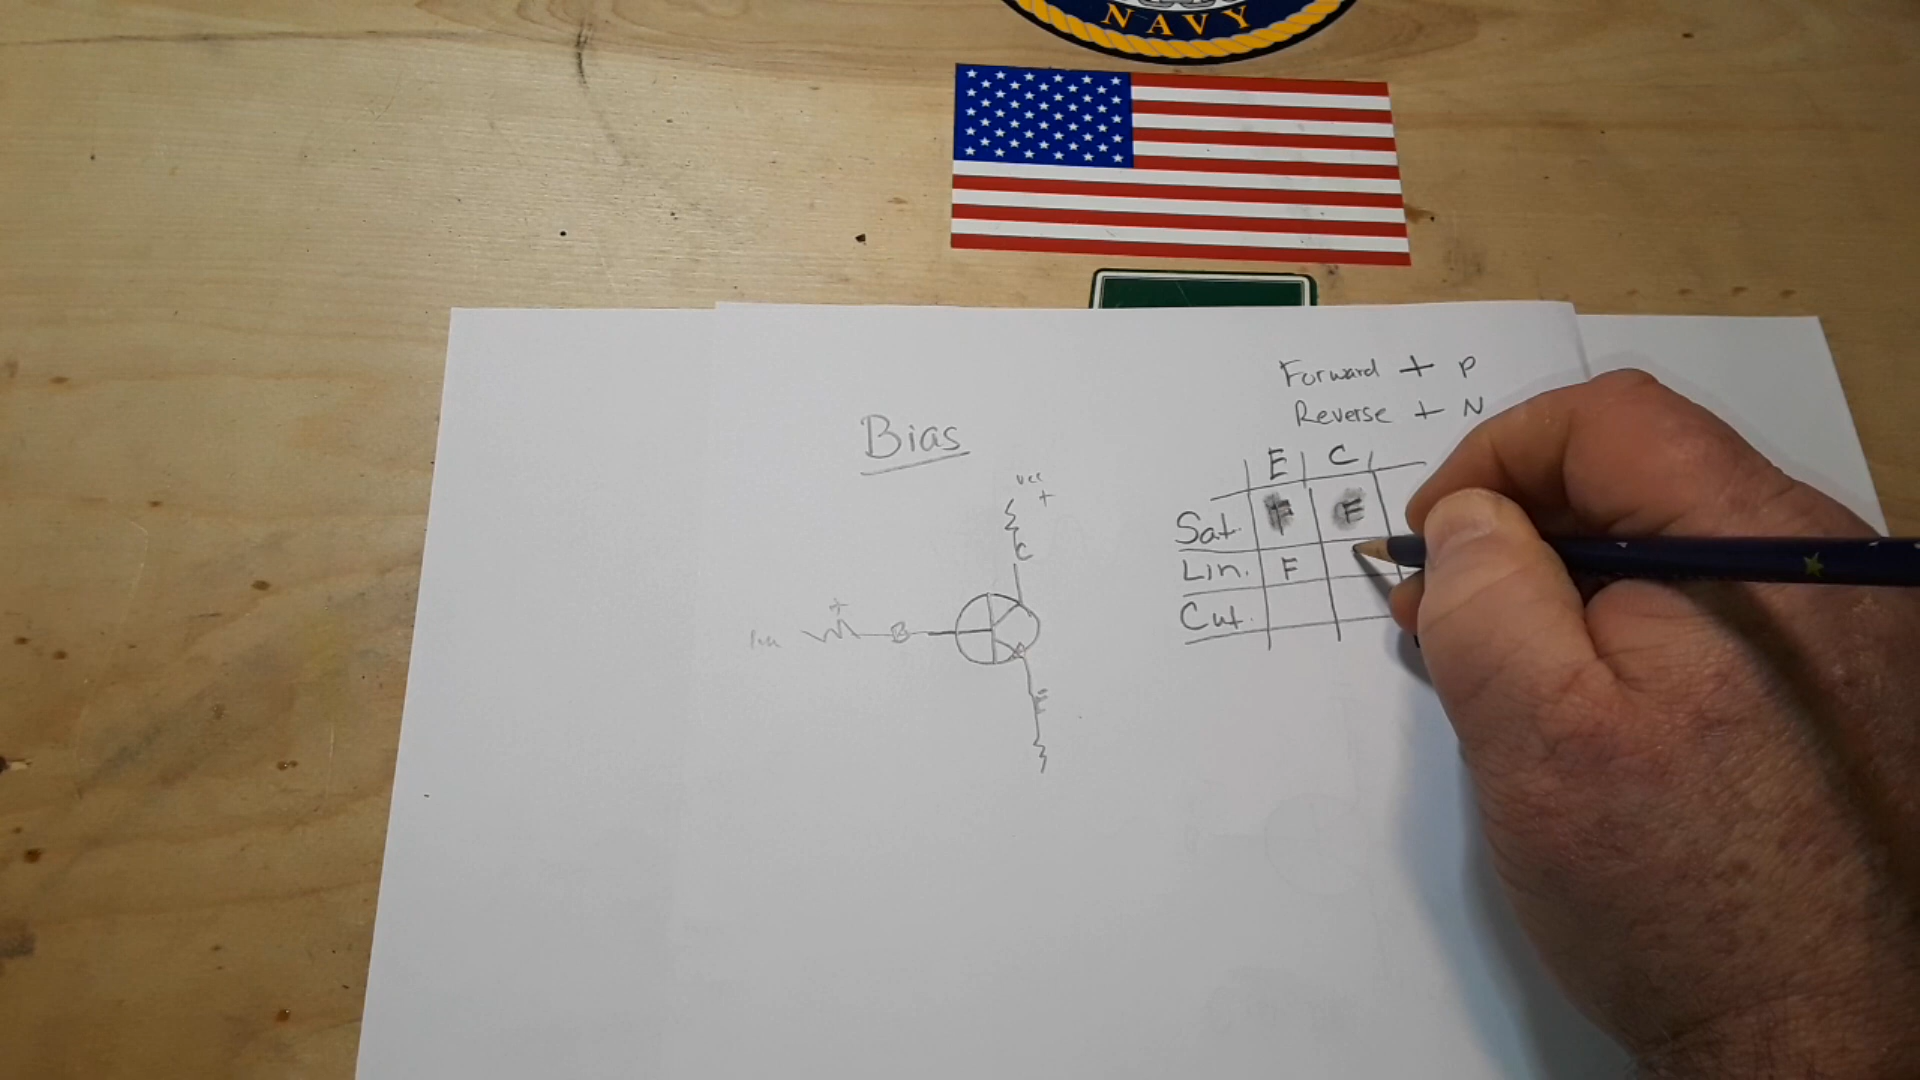 NAVY
Forward + P
Reverse + N
Bias
E C
Sat. F F
Lin. F
Cut.
Vcc
+
C
+
B
E